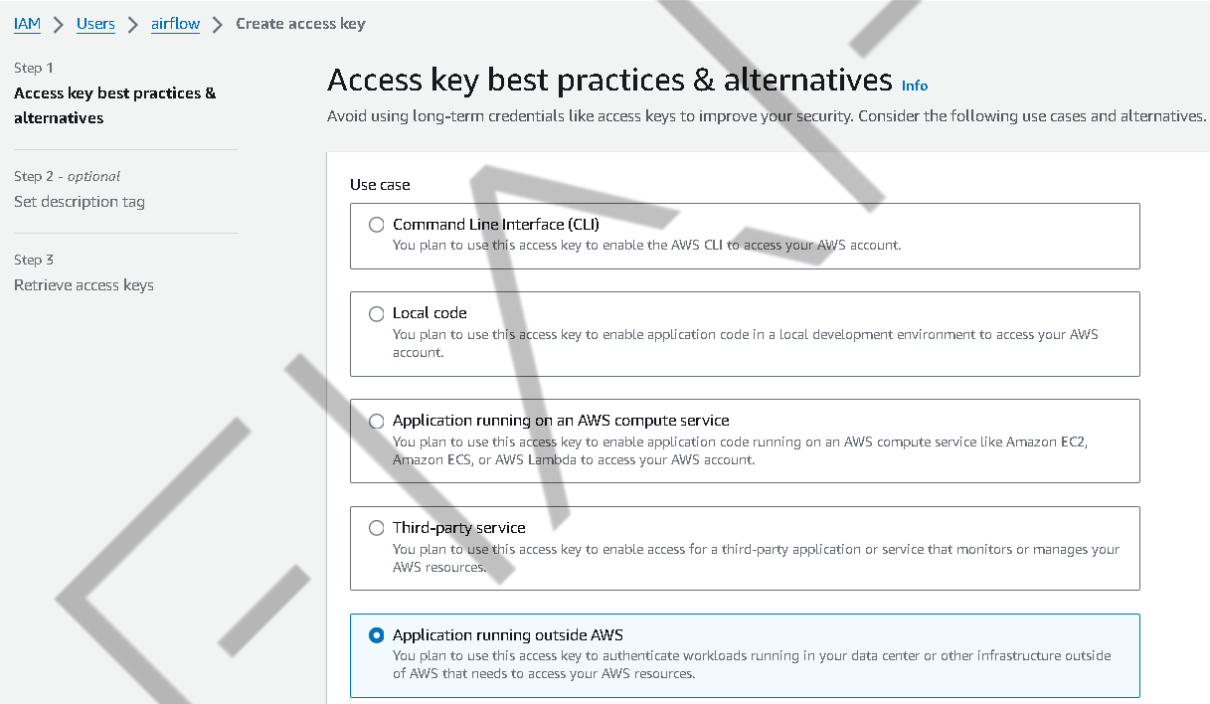 IAM > Users > airflow > Create access key
Step 1
Access key best practices &
alternatives
Step 2 - optional
Set description tag
Step 3
Retrieve access keys
Access key best practices & alternatives Info
Avoid using long-term credentials like access keys to improve your security. Consider the following use cases and alternatives.
Use case
Command Line Interface (CLI)
You plan to use this access key to enable the AWS CLI to access your AWS account.
Local code
You plan to use this access key to enable application code in a local development environment to access your AWS
account.
Application running on an AWS compute service
You plan to use this access key to enable application code running on an AWS compute service like Amazon EC2,
Amazon ECS, or AWS Lambda to access your AWS account.
Third-party service
You plan to use this access key to enable access for a third-party application or service that monitors or manages your
AWS resources.
Application running outside AWS
You plan to use this access key to authenticate workloads running in your data center or other infrastructure outside
of AWS that needs to access your AWS resources.